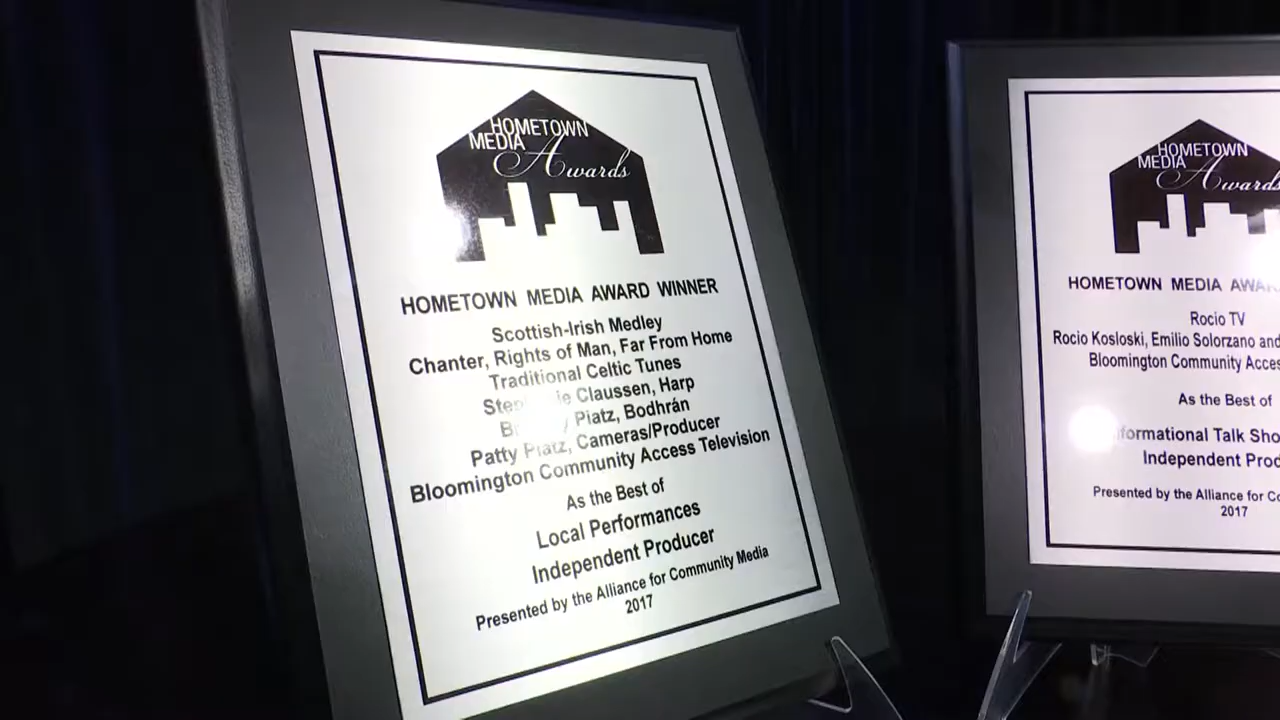 HOMETOWN
MEDIA
Awards
HOMETOWN MEDIA AWARD WINNER
Scottish-Irish Medley
Chanter, Rights of Man, Far From Home
Traditional Celtic Tunes
Claussen, Harp
Piatz, Bodhrán
Patty Piatz, Cameras/Producer
Bloomington Community Access Television
As the Best of
Local Performances
Independent Producer
Presented by the Alliance for Community Media
2017
HOMETOWN
MEDIA
Awards
HOMETOWN MEDIA
Rocio TV
Rocio Kosloski, Emilio Solorzano and
Bloomington Community
As the Best of
Talk
Independent
Presented by the Alliance for
2017